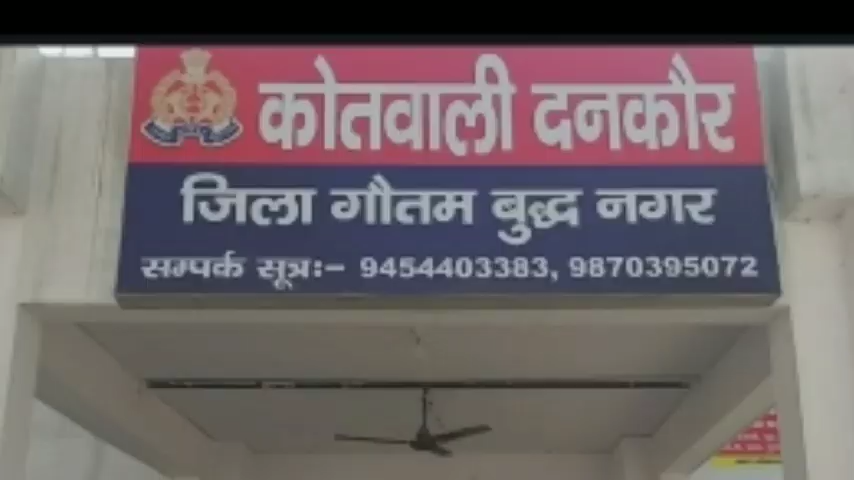 कोतवाली दनकौर
जिला गौतम बुद्ध नगर
सम्पर्क सूत्रः- 9454403383, 9870395072